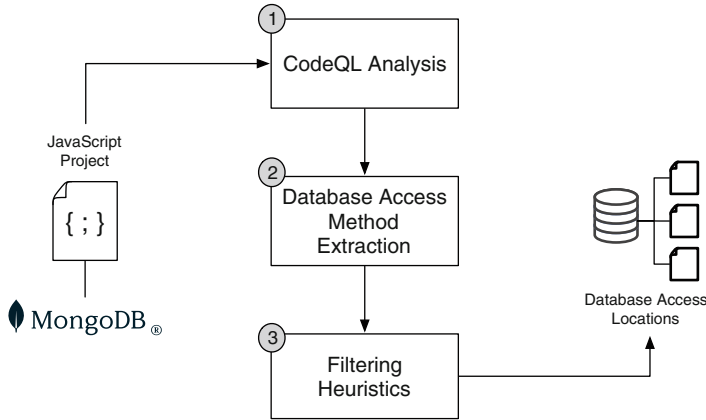 1
CodeQL Analysis
JavaScript
Project
{ ; }
MongoDB ®
2
Database Access
Method
Extraction
3
Filtering
Heuristics
Database Access
Locations